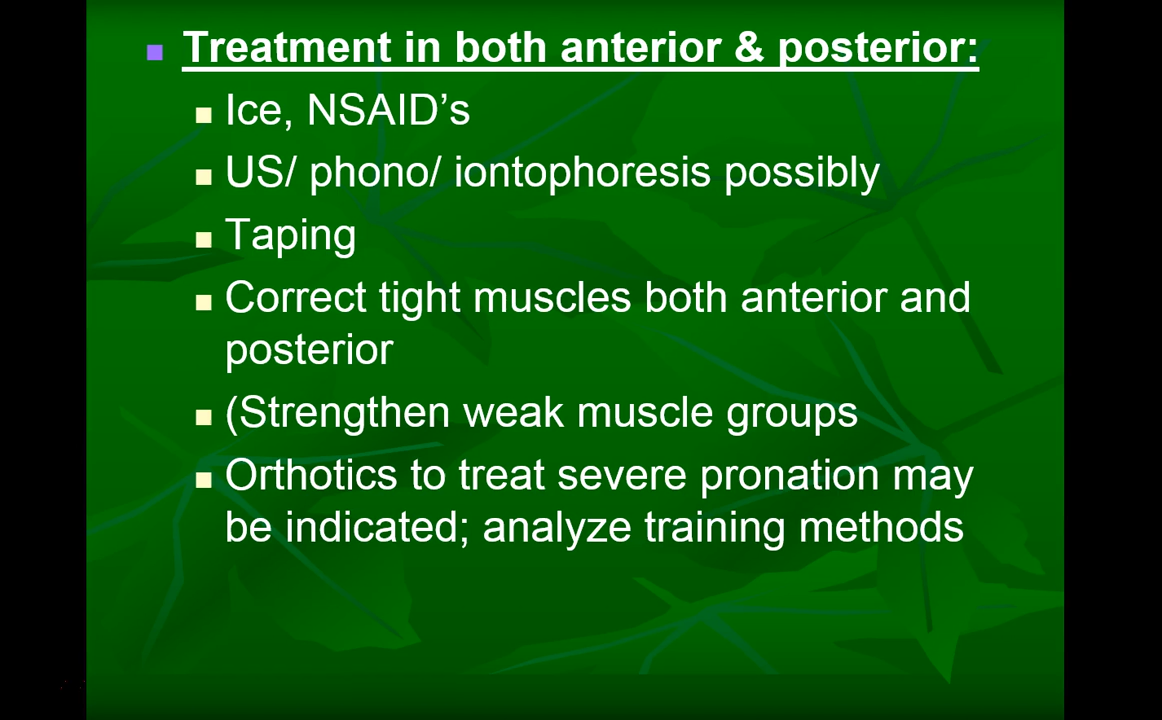 Treatment in both anterior & posterior:
Ice, NSAID’s
US/ phono/ iontophoresis possibly
Taping
Correct tight muscles both anterior and
posterior
(Strengthen weak muscle groups
Orthotics to treat severe pronation may
be indicated; analyze training methods